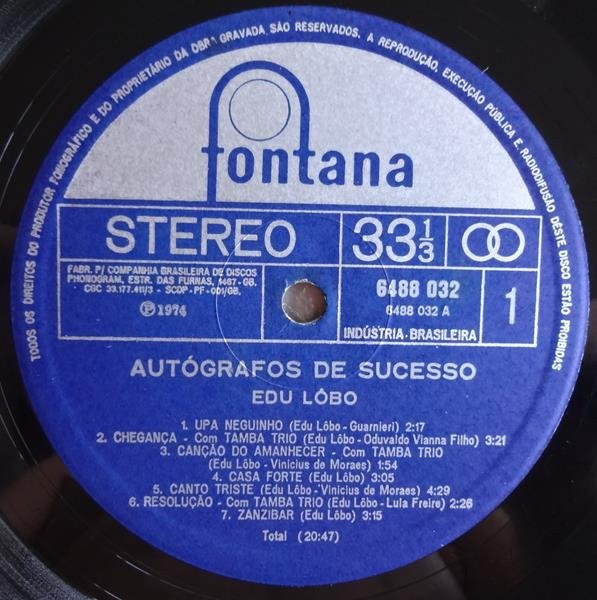 TODOS OS DIREITOS DO PRODUTOR FONOGRÁFICO E DO PROPRIETÁRIO DA OBRA GRAVADA SÃO RESERVADOS. A REPRODUÇÃO, EXECUÇÃO PÚBLICA E RADIODIFUSÃO DÊSTE DISCO ESTÃO PROIBIDAS
fontana
STEREO
33 1/3
FABR. P/ COMPANHIA BRASILEIRA DE DISCOS
PHONOGRAM, ESTR. DAS FURNAS, 1487-GB.
CGC 33.177.411/3 - SCDP-PF-001/GB.
℗ 1974
6488 032
6488 032 A
INDÚSTRIA BRASILEIRA
1
AUTÓGRAFOS DE SUCESSO
EDU LÔBO
1. UPA NEGUINHO (Edu Lôbo-Guarnieri) 2:17
2. CHEGANÇA - Com TAMBA TRIO (Edu Lôbo-Oduvaldo Vianna Filho) 3:21
3. CANÇÃO DO AMANHECER - Com TAMBA TRIO
(Edu Lôbo-Vinicius de Moraes) 1:54
4. CASA FORTE (Edu Lôbo) 3:05
5. CANTO TRISTE (Edu Lôbo-Vinicius de Moraes) 4:29
6. RESOLUÇÃO - Com TAMBA TRIO (Edu Lôbo-Lula Freire) 2:26
7. ZANZIBAR (Edu Lôbo) 3:15
Total (20:47)